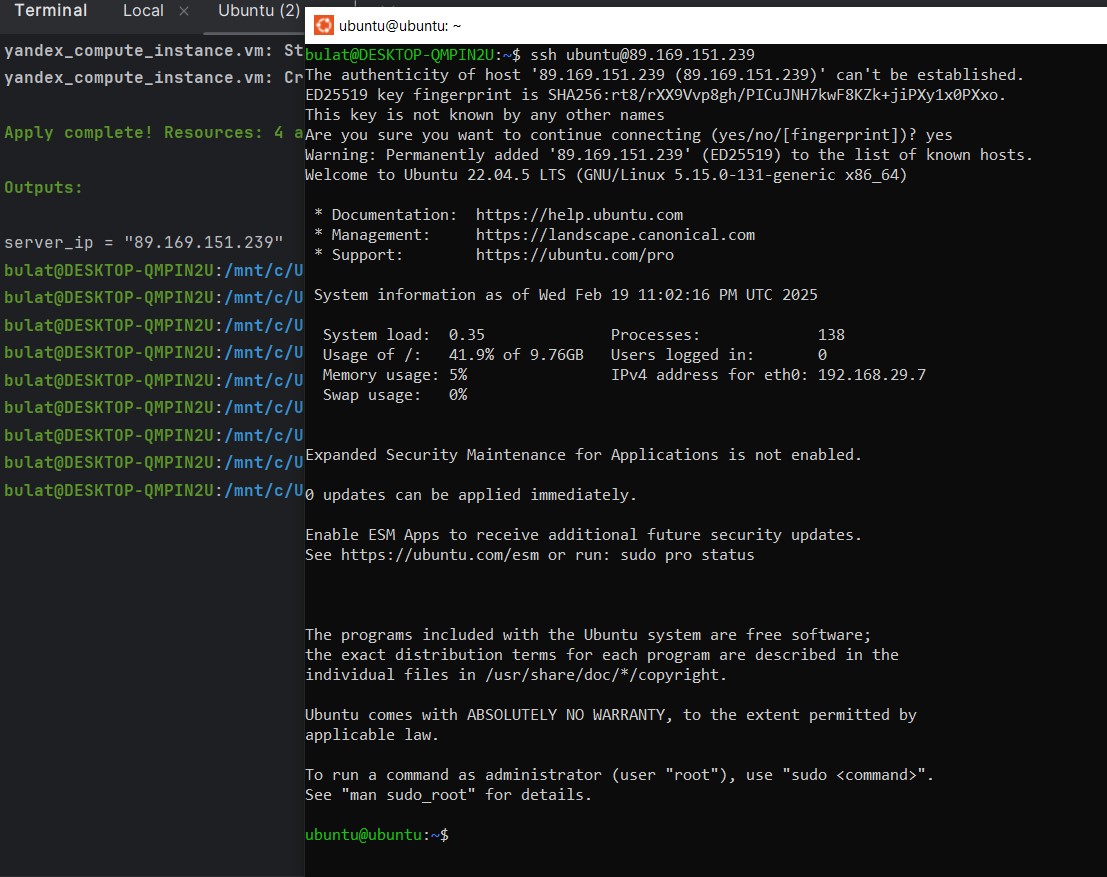 Terminal Local × Ubuntu (2)
yandex_compute_instance.vm: St
yandex_compute_instance.vm: Cr
Apply complete! Resources: 4 a
Outputs:
server_ip = "89.169.151.239"
bulat@DESKTOP-QMPIN2U:/mnt/c/U
bulat@DESKTOP-QMPIN2U:/mnt/c/U
bulat@DESKTOP-QMPIN2U:/mnt/c/U
bulat@DESKTOP-QMPIN2U:/mnt/c/U
bulat@DESKTOP-QMPIN2U:/mnt/c/U
bulat@DESKTOP-QMPIN2U:/mnt/c/U
bulat@DESKTOP-QMPIN2U:/mnt/c/U
bulat@DESKTOP-QMPIN2U:/mnt/c/U
bulat@DESKTOP-QMPIN2U:/mnt/c/U
ubuntu@ubuntu: ~
bulat@DESKTOP-QMPIN2U:~$ ssh ubuntu@89.169.151.239
The authenticity of host '89.169.151.239 (89.169.151.239)' can't be established.
ED25519 key fingerprint is SHA256:rt8/rXX9Vvp8gh/PICuJNH7kwF8KZk+jiPXy1x0PXxo.
This key is not known by any other names
Are you sure you want to continue connecting (yes/no/[fingerprint])? yes
Warning: Permanently added '89.169.151.239' (ED25519) to the list of known hosts.
Welcome to Ubuntu 22.04.5 LTS (GNU/Linux 5.15.0-131-generic x86_64)
* Documentation: https://help.ubuntu.com
* Management: https://landscape.canonical.com
* Support: https://ubuntu.com/pro
System information as of Wed Feb 19 11:02:16 PM UTC 2025
System load: 0.35 Processes: 138
Usage of /: 41.9% of 9.76GB Users logged in: 0
Memory usage: 5% IPv4 address for eth0: 192.168.29.7
Swap usage: 0%
Expanded Security Maintenance for Applications is not enabled.
0 updates can be applied immediately.
Enable ESM Apps to receive additional future security updates.
See https://ubuntu.com/esm or run: sudo pro status
The programs included with the Ubuntu system are free software;
the exact distribution terms for each program are described in the
individual files in /usr/share/doc/*/copyright.
Ubuntu comes with ABSOLUTELY NO WARRANTY, to the extent permitted by
applicable law.
To run a command as administrator (user "root"), use "sudo <command>".
See "man sudo_root" for details.
ubuntu@ubuntu:~$